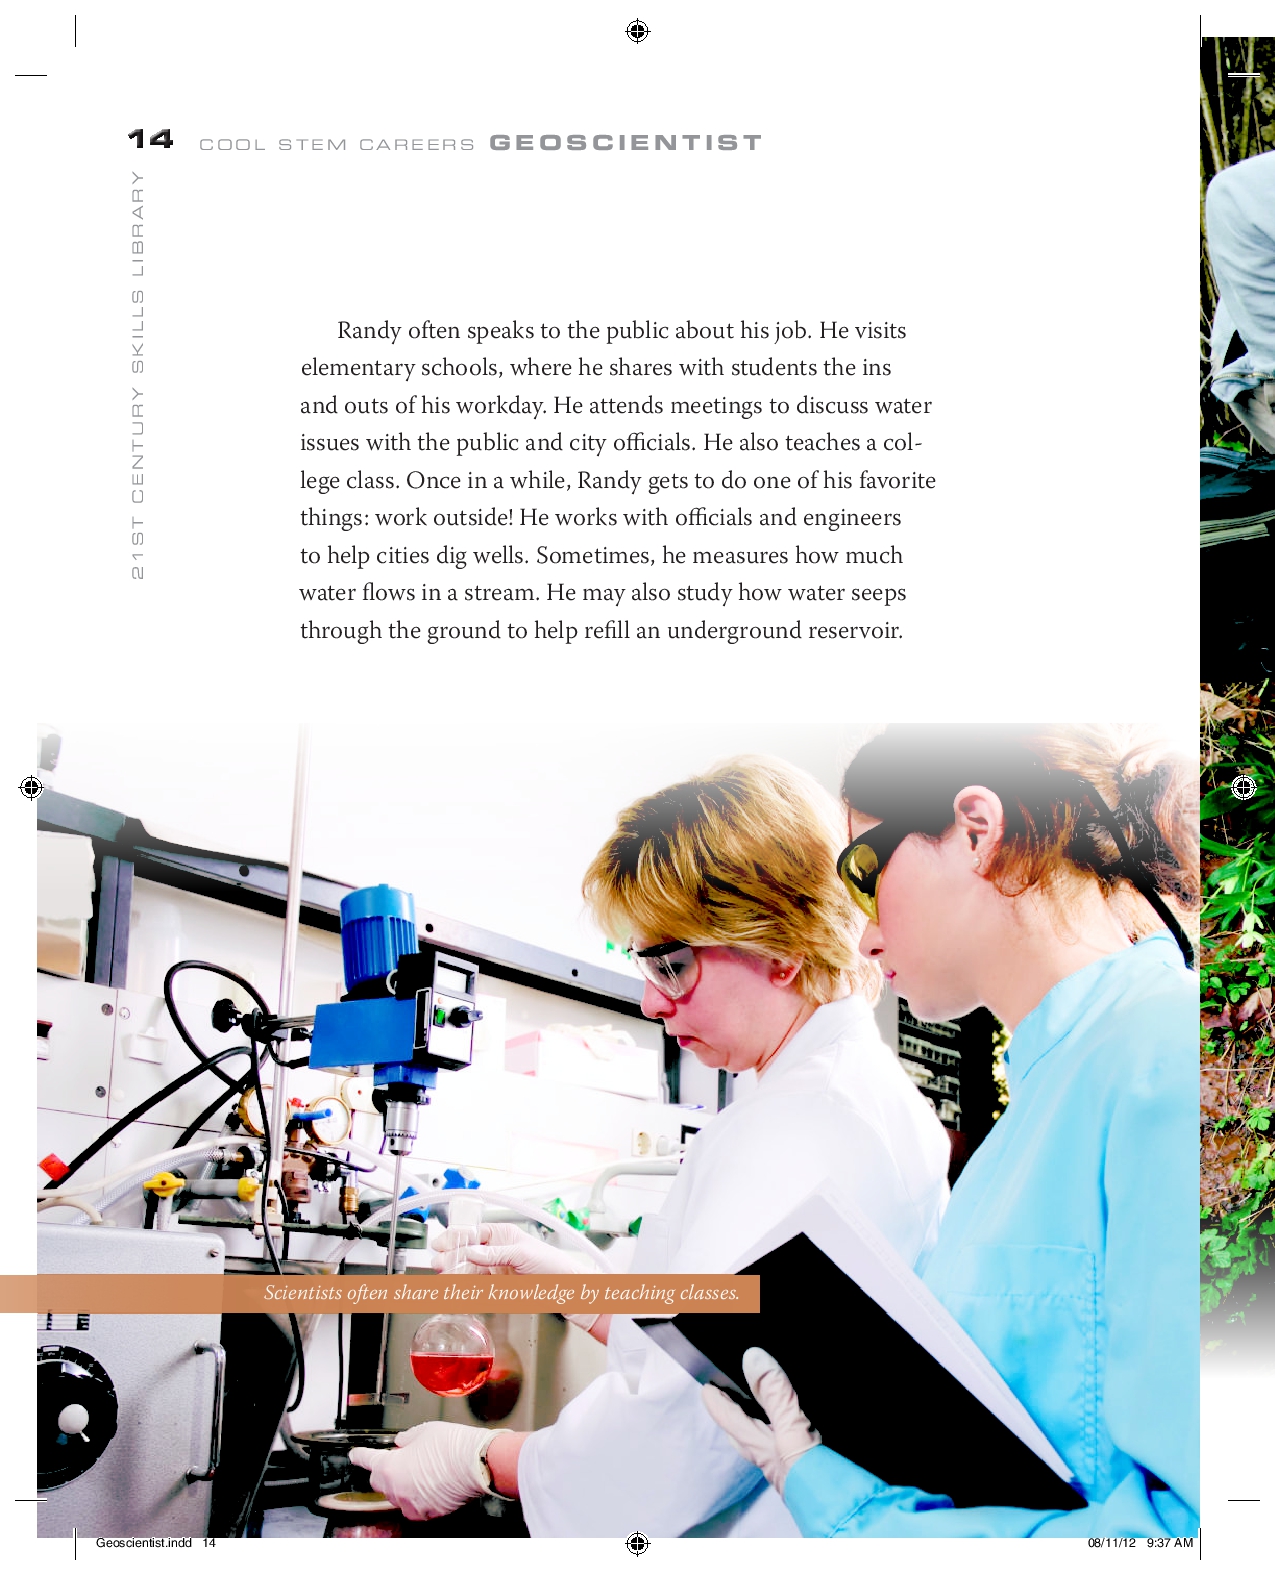 14 COOL STEM CAREERS GEOSCIENTIST
21ST CENTURY SKILLS LIBRARY
Randy often speaks to the public about his job. He visits
elementary schools, where he shares with students the ins
and outs of his workday. He attends meetings to discuss water
issues with the public and city officials. He also teaches a col-
lege class. Once in a while, Randy gets to do one of his favorite
things: work outside! He works with officials and engineers
to help cities dig wells. Sometimes, he measures how much
water flows in a stream. He may also study how water seeps
through the ground to help refill an underground reservoir.
Scientists often share their knowledge by teaching classes.
Geoscientist.indd 14
08/11/12 9:37 AM